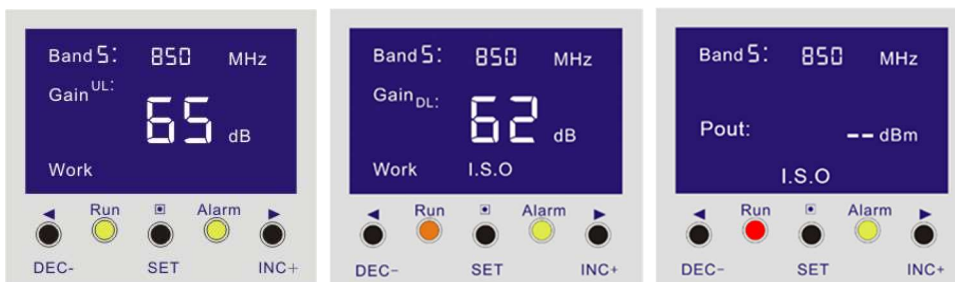 Band 5: 850 MHz
Gain UL:
65 dB
Work
Run Alarm
DEC- SET INC+
Band 5: 850 MHz
Gain DL:
62 dB
Work I.S.O
Run Alarm
DEC- SET INC+
Band 5: 850 MHz
Pout: -- dBm
I.S.O
Run Alarm
DEC- SET INC+